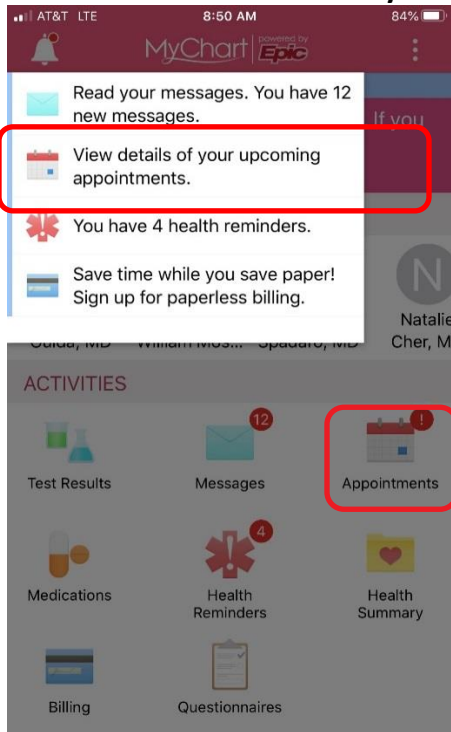 AT&T LTE 8:50 AM 84%
MyChart powered by Epic
Read your messages. You have 12
new messages.
If you
View details of your upcoming
appointments.
You have 4 health reminders.
Save time while you save paper!
Sign up for paperless billing.
N
Natalie
Cher, M
ACTIVITIES
12
!
Test Results
Messages
Appointments
4
Medications
Health
Reminders
Health
Summary
Billing
Questionnaires